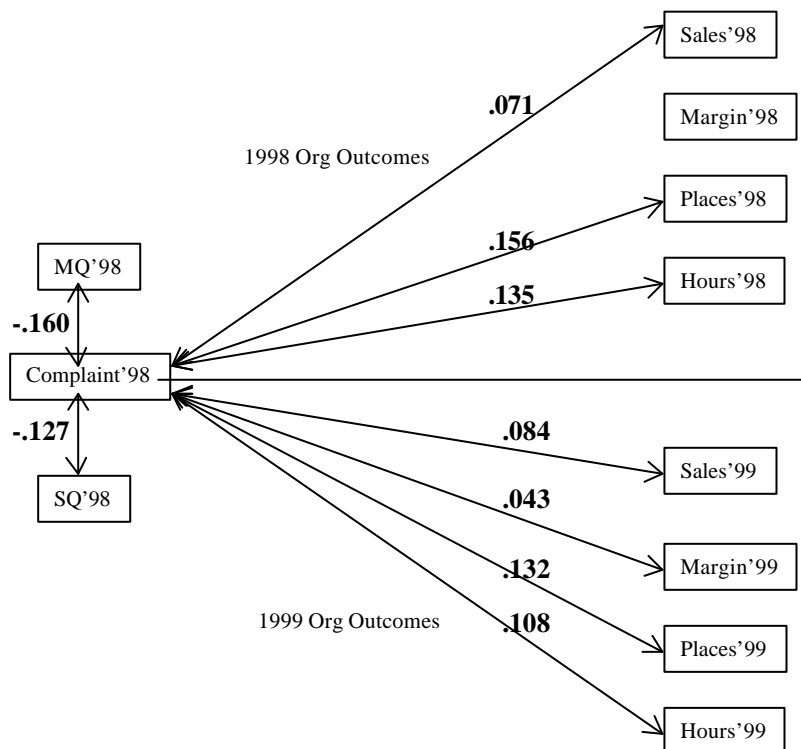 Sales’98
.071
Margin’98
1998 Org Outcomes
Places’98
.156
MQ’98
Hours’98
.135
-.160
Complaint’98
-.127
.084
Sales’99
SQ’98
.043
Margin’99
.132
1999 Org Outcomes
.108
Places’99
Hours’99